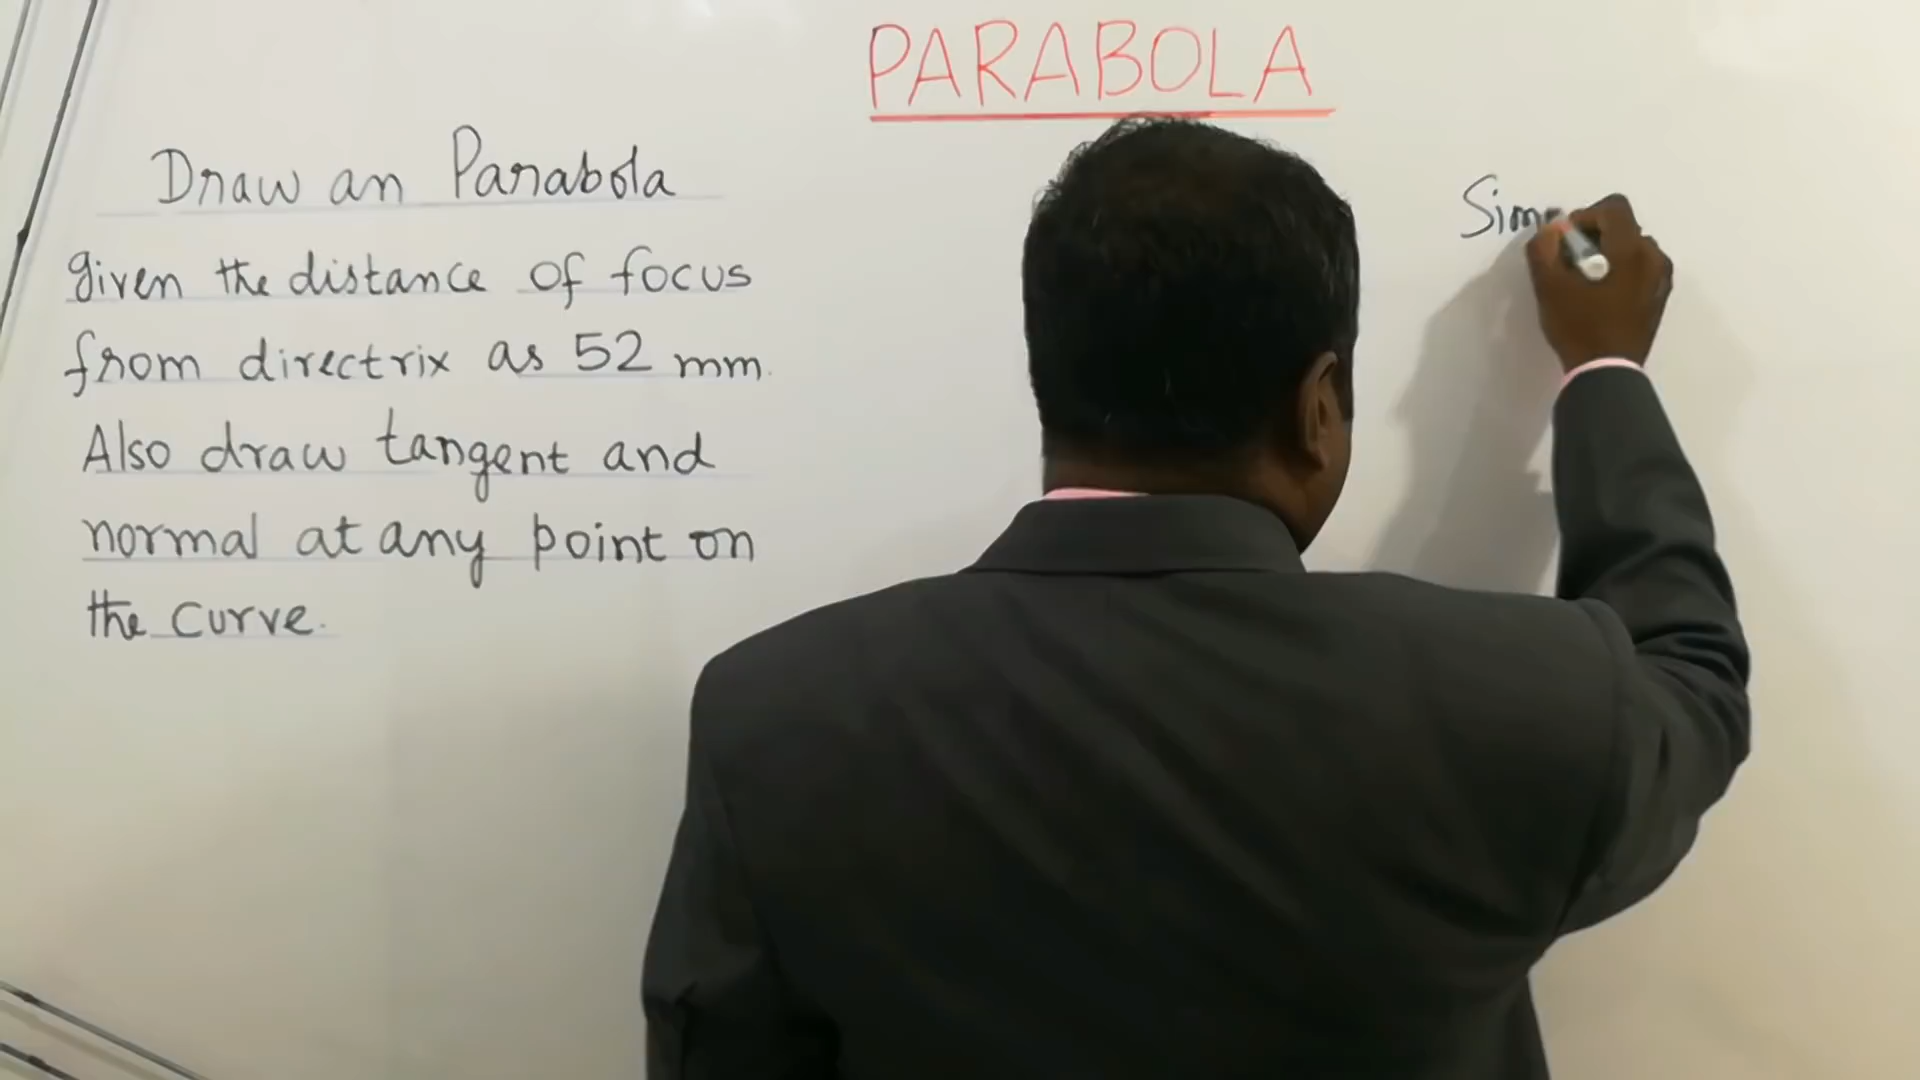 PARABOLA
Draw an Parabola
given the distance of focus
from directrix as 52 mm.
Also draw tangent and
normal at any point on
the curve.